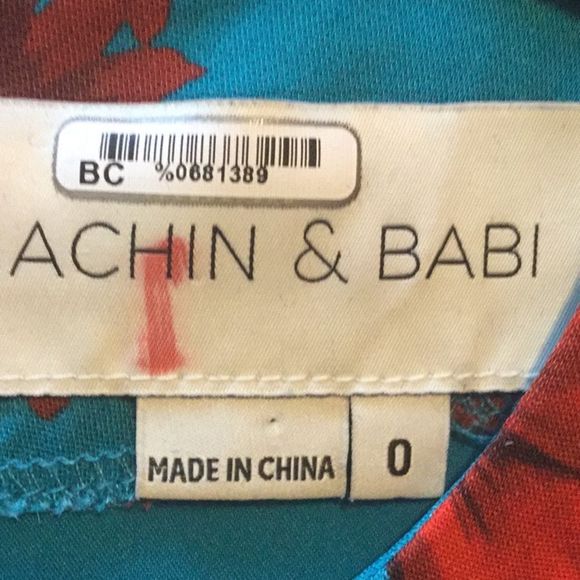 BC %0681389
ACHIN & BABI
MADE IN CHINA
0